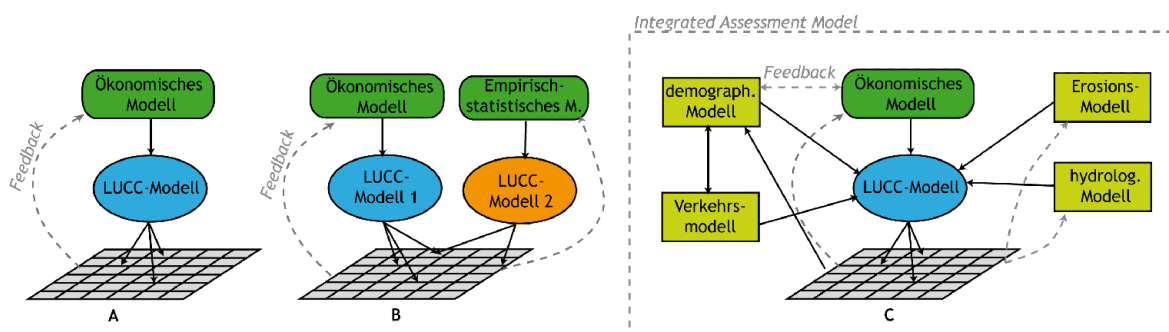 Ökonomisches
Modell
Feedback
LUCC-Modell
A
Ökonomisches
Modell
Empirisch-
statistisches M.
Feedback
LUCC-
Modell 1
LUCC-
Modell 2
B
Integrated Assessment Model
demograph.
Modell
Feedback
Ökonomisches
Modell
Erosions-
Modell
LUCC-Modell
hydrolog.
Modell
Verkehrs-
modell
C